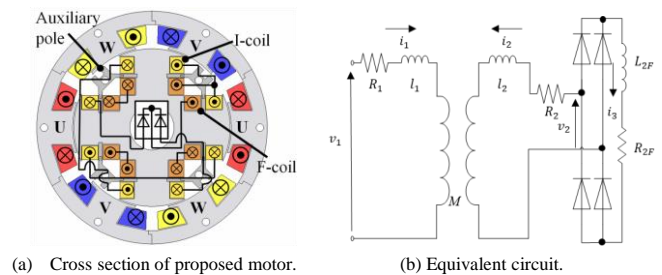 Auxiliary
pole
W
V
I-coil
U
U
F-coil
V
W
(a) Cross section of proposed motor.
i₁
i₂
R₁
l₁
l₂
R₂
v₁
v₂
M
i₃
L₂F
R₂F
(b) Equivalent circuit.